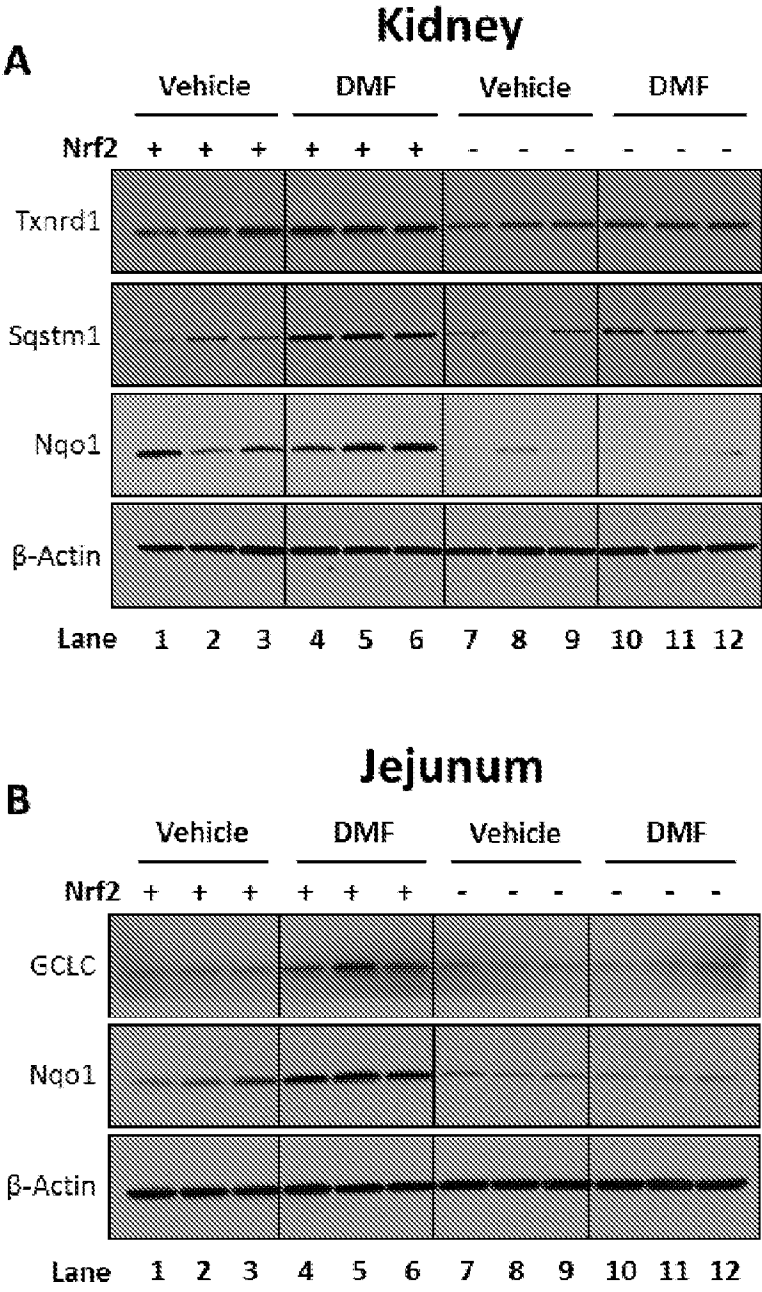 Kidney
A
Vehicle DMF Vehicle DMF
Nrf2 + + + + + + - - - - - -
Txnrd1
Sqstm1
Nqo1
β-Actin
Lane 1 2 3 4 5 6 7 8 9 10 11 12
Jejunum
B
Vehicle DMF Vehicle DMF
Nrf2 + + + + + + - - - - - -
GCLC
Nqo1
β-Actin
Lane 1 2 3 4 5 6 7 8 9 10 11 12